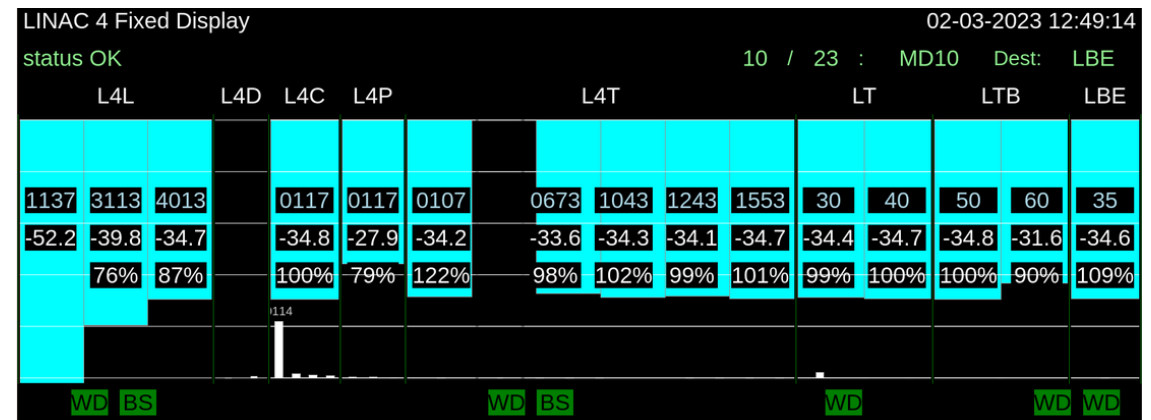 LINAC 4 Fixed Display 02-03-2023 12:49:14
status OK 10 / 23 : MD10 Dest: LBE
L4L L4D L4C L4P L4T LT LTB LBE
1137 3113 4013 0117 0117 0107 0673 1043 1243 1553 30 40 50 60 35
-52.2 -39.8 -34.7 -34.8 -27.9 -34.2 -33.6 -34.3 -34.1 -34.7 -34.4 -34.7 -34.8 -31.6 -34.6
76% 87% 100% 79% 122% 98% 102% 99% 101% 99% 100% 100% 90% 109%
WD BS WD BS WD WD WD